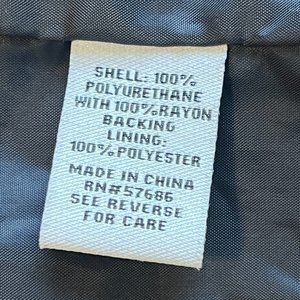 SHELL: 100%
POLYURETHANE
WITH 100% RAYON
BACKING
LINING:
100% POLYESTER
MADE IN CHINA
RN#57686
SEE REVERSE
FOR CARE